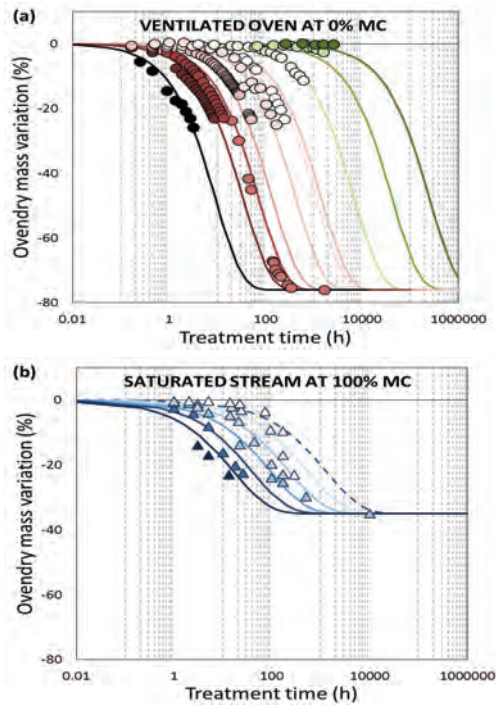 (a)
VENTILATED OVEN AT 0% MC
0
-20
-40
-60
-80
Ovendry mass variation (%)
0.01 1 100 10000 1000000
Treatment time (h)
(b)
SATURATED STREAM AT 100% MC
0
-20
-40
-60
-80
Ovendry mass variation (%)
0.01 1 100 10000 1000000
Treatment time (h)